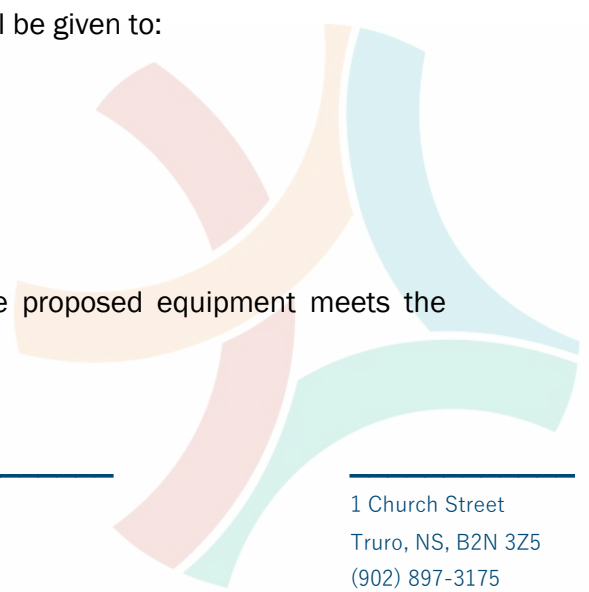 be given to:
proposed equipment meets the
1 Church Street
Truro, NS, B2N 3Z5
(902) 897-3175